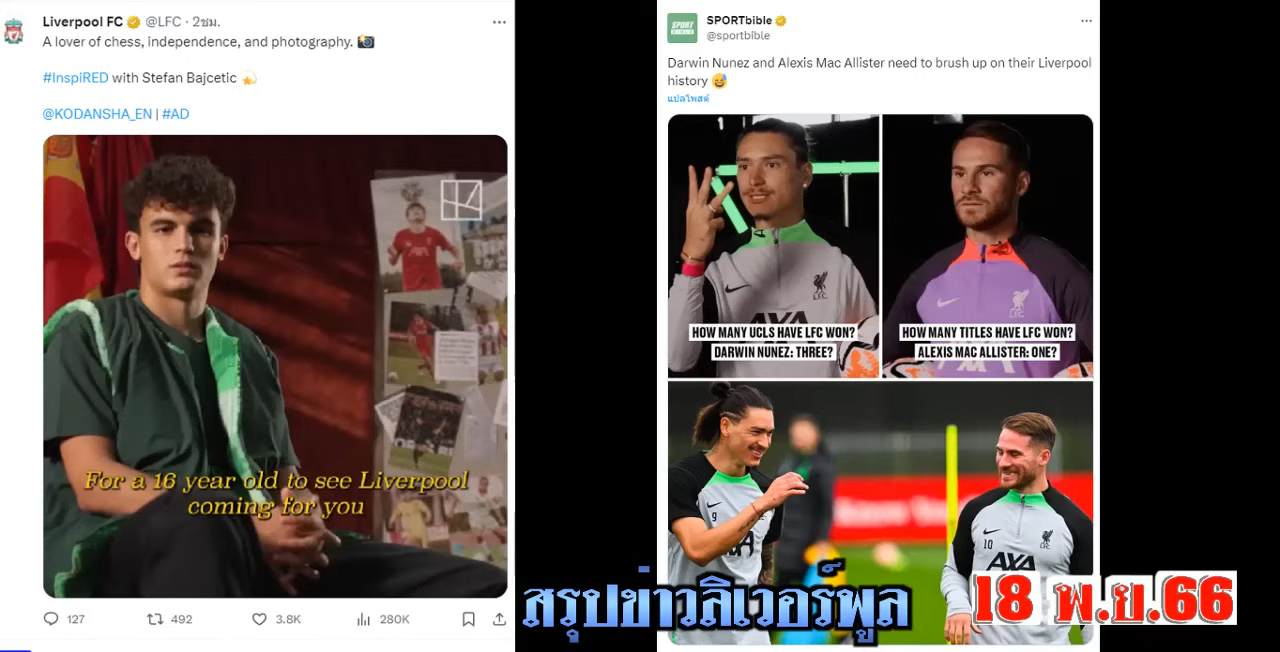 Liverpool FC @LFC · 2ชม.
A lover of chess, independence, and photography.
#InspiRED with Stefan Bajcetic
@KODANSHA_EN | #AD
For a 16 year old to see Liverpool
coming for you
127 492 3.8K 280K
SPORTbible
@sportbible
Darwin Nunez and Alexis Mac Allister need to brush up on their Liverpool
history
แปลโพสต์
HOW MANY UCLS HAVE LFC WON?
DARWIN NUNEZ: THREE?
HOW MANY TITLES HAVE LFC WON?
ALEXIS MAC ALLISTER: ONE?
9
10
AXA
สรุปข่าวลิเวอร์พูล
18 พ.ย.66